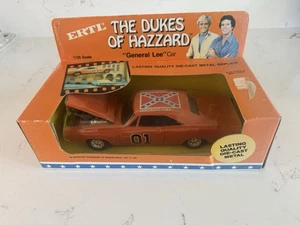 ERTL
THE DUKES
OF HAZZARD
1/25 Scale
"General Lee" Car
LASTING QUALITY DIE-CAST METAL REPLICA
01
LASTING
QUALITY
DIE-CAST
METAL